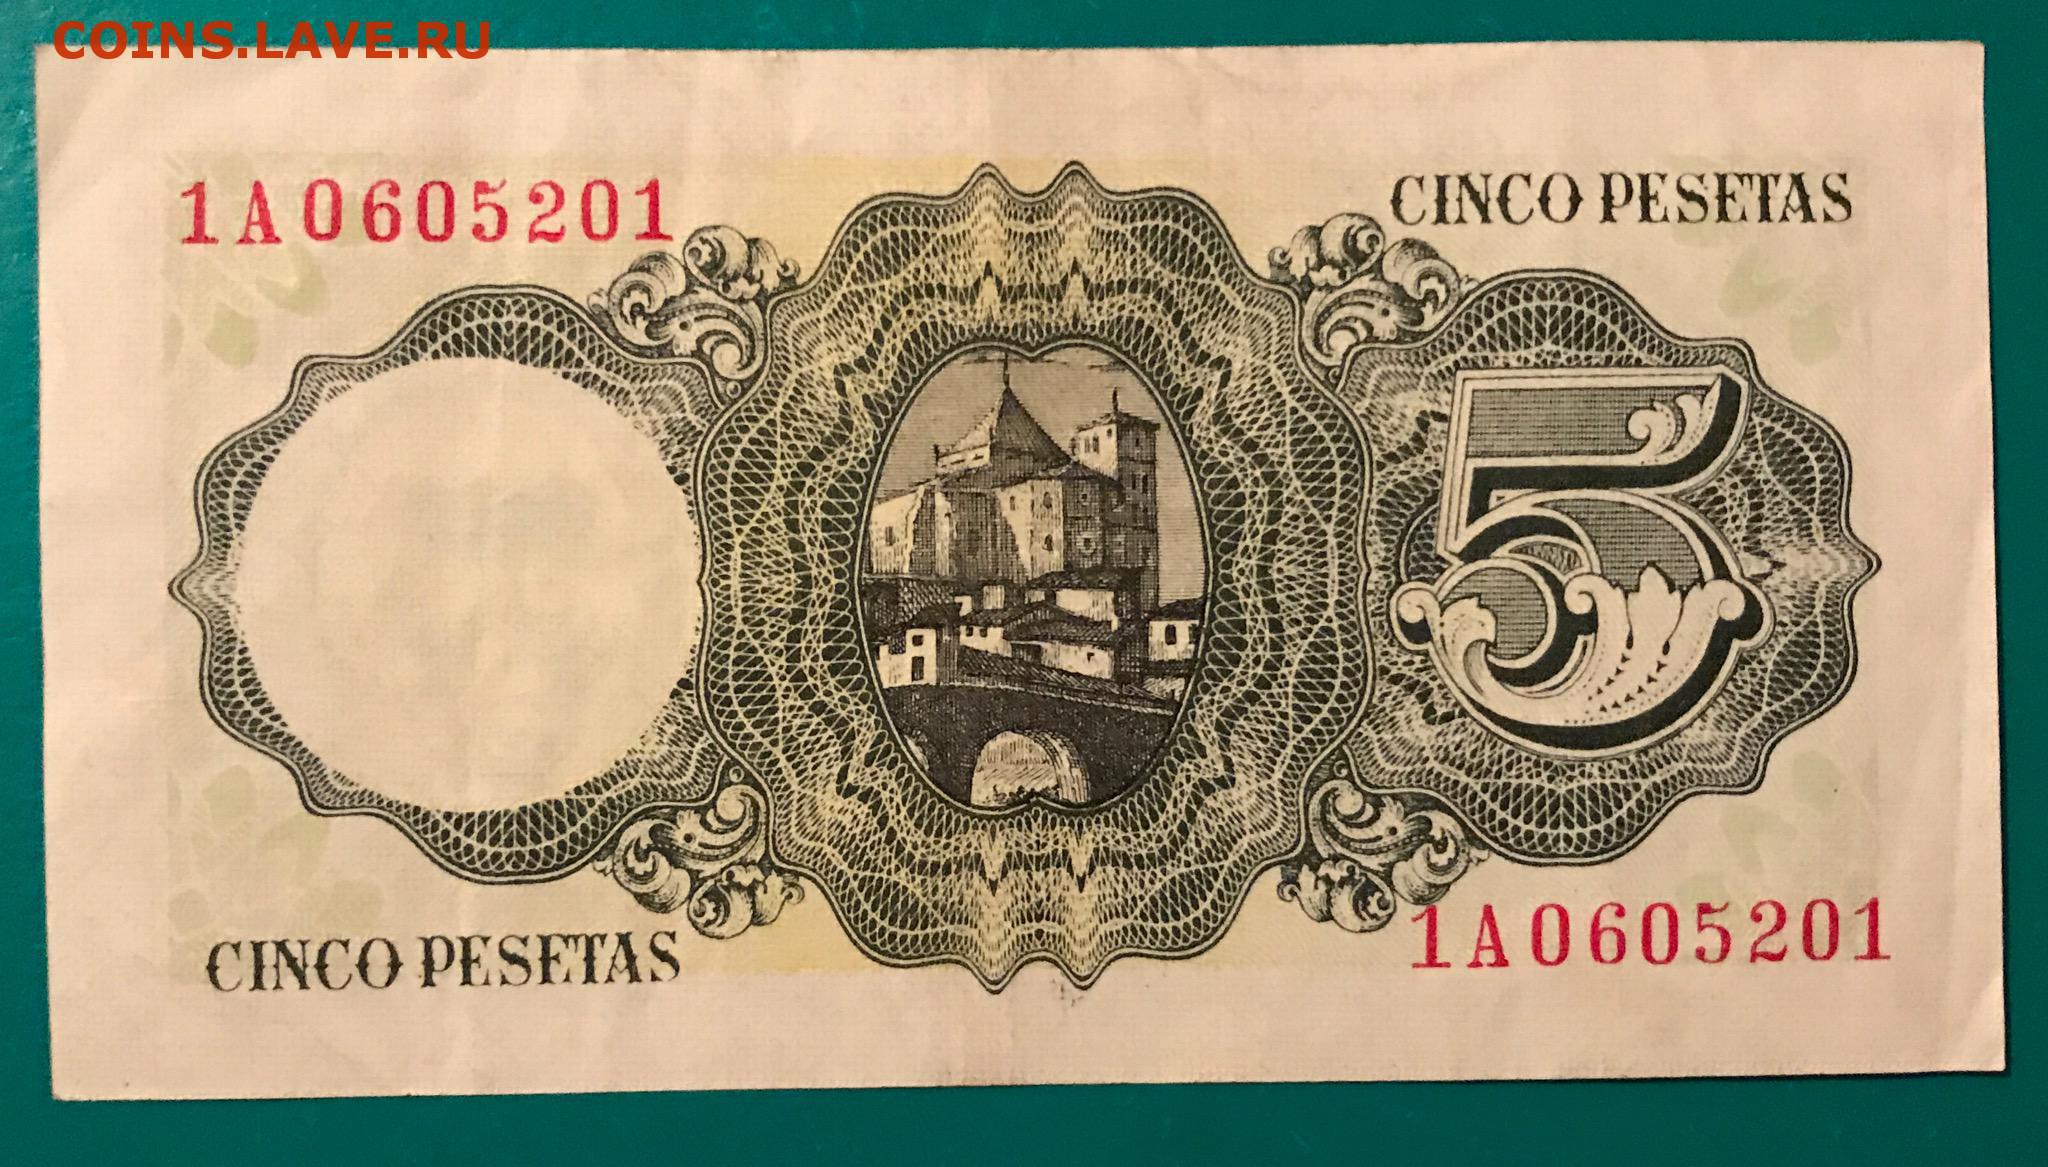 COINS.LAVE.RU
1A0605201
CINCO PESETAS
5
CINCO PESETAS
1A0605201